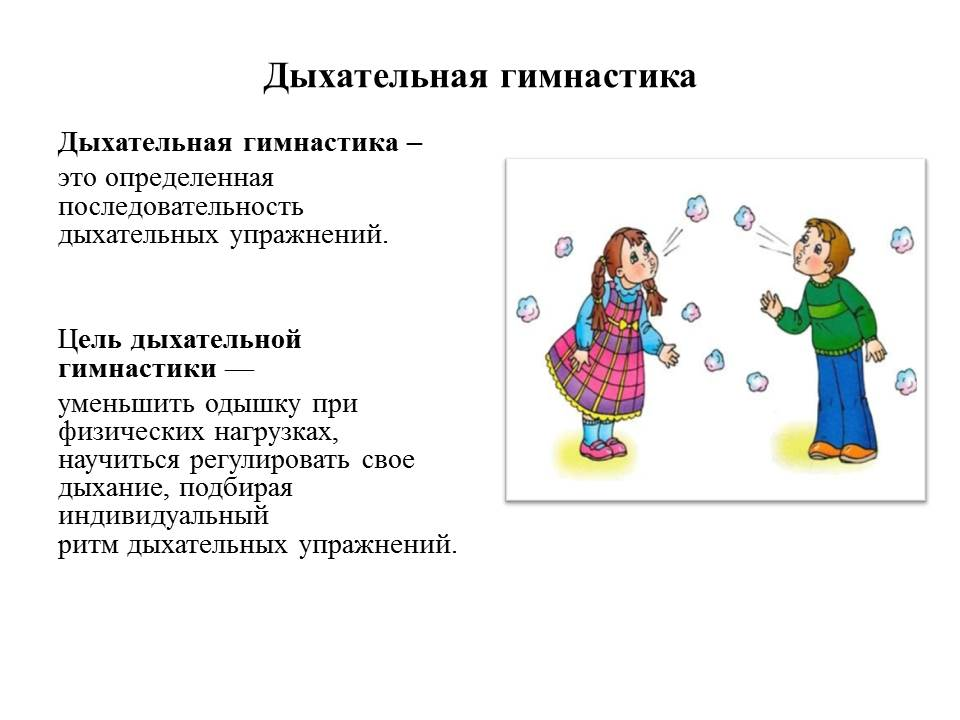 Дыхательная гимнастика
Дыхательная гимнастика –
это определенная
последовательность
дыхательных упражнений.
Цель дыхательной
гимнастики —
уменьшить одышку при
физических нагрузках,
научиться регулировать свое
дыхание, подбирая
индивидуальный
ритм дыхательных упражнений.